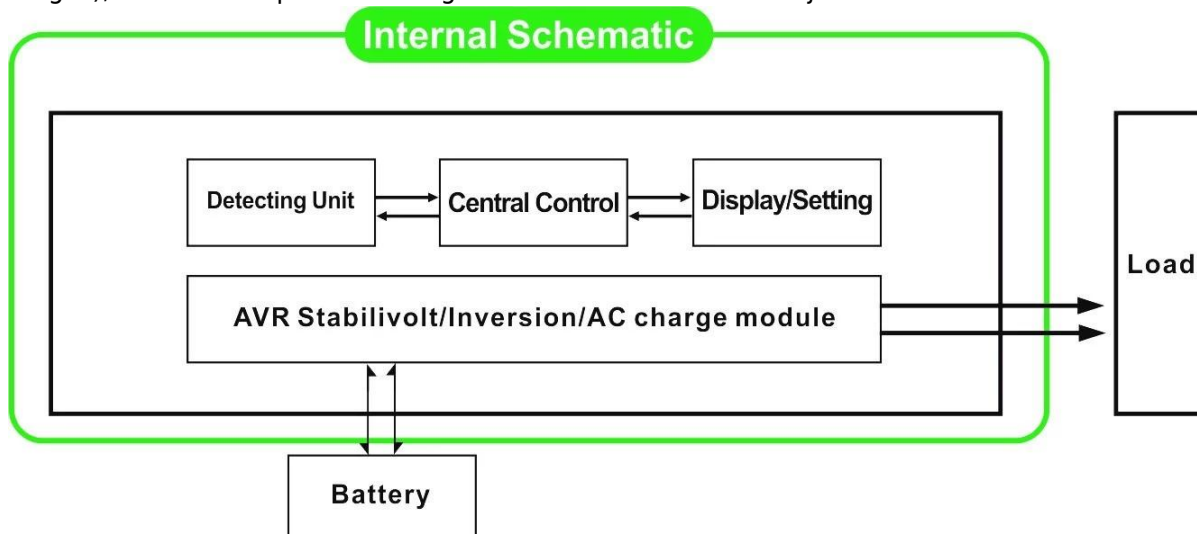 Internal Schematic
Detecting Unit
Central Control
Display/Setting
AVR Stabilivolt/Inversion/AC charge module
Load
Battery